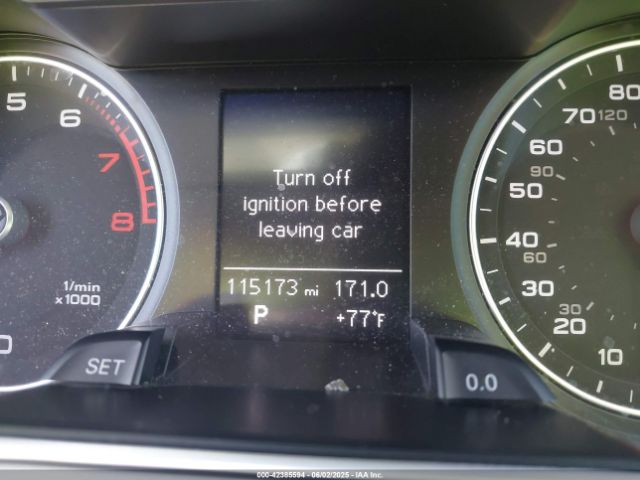 5
6
7
8
1/min
x1000
0
SET
Turn off
ignition before
leaving car
115173 mi 171.0
P +77°F
80
70 120
60
90
50
40
60
30
30
20
10
0.0
000-42385594 06/02/2025 IAA Inc.